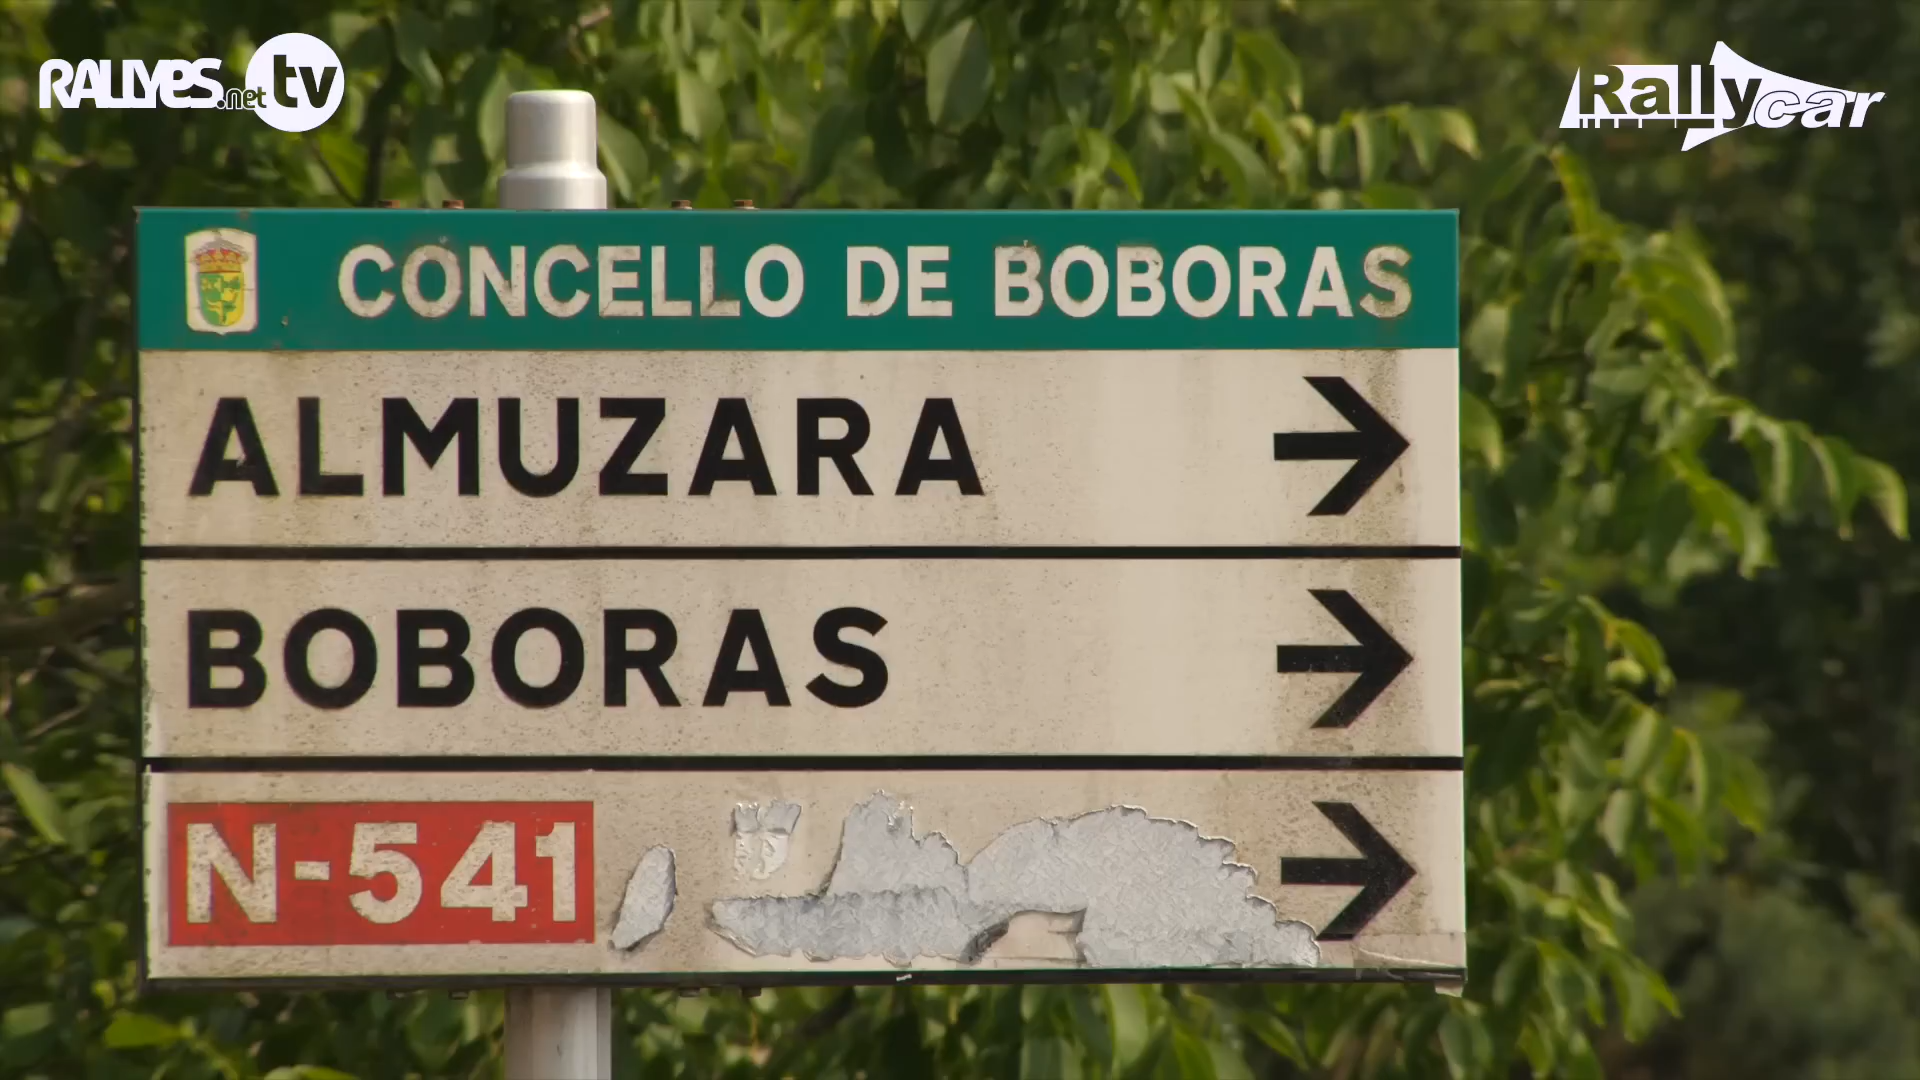 RALLYES.net tv
Rallycar
CONCELLO DE BOBORAS
ALMUZARA
BOBORAS
N-541